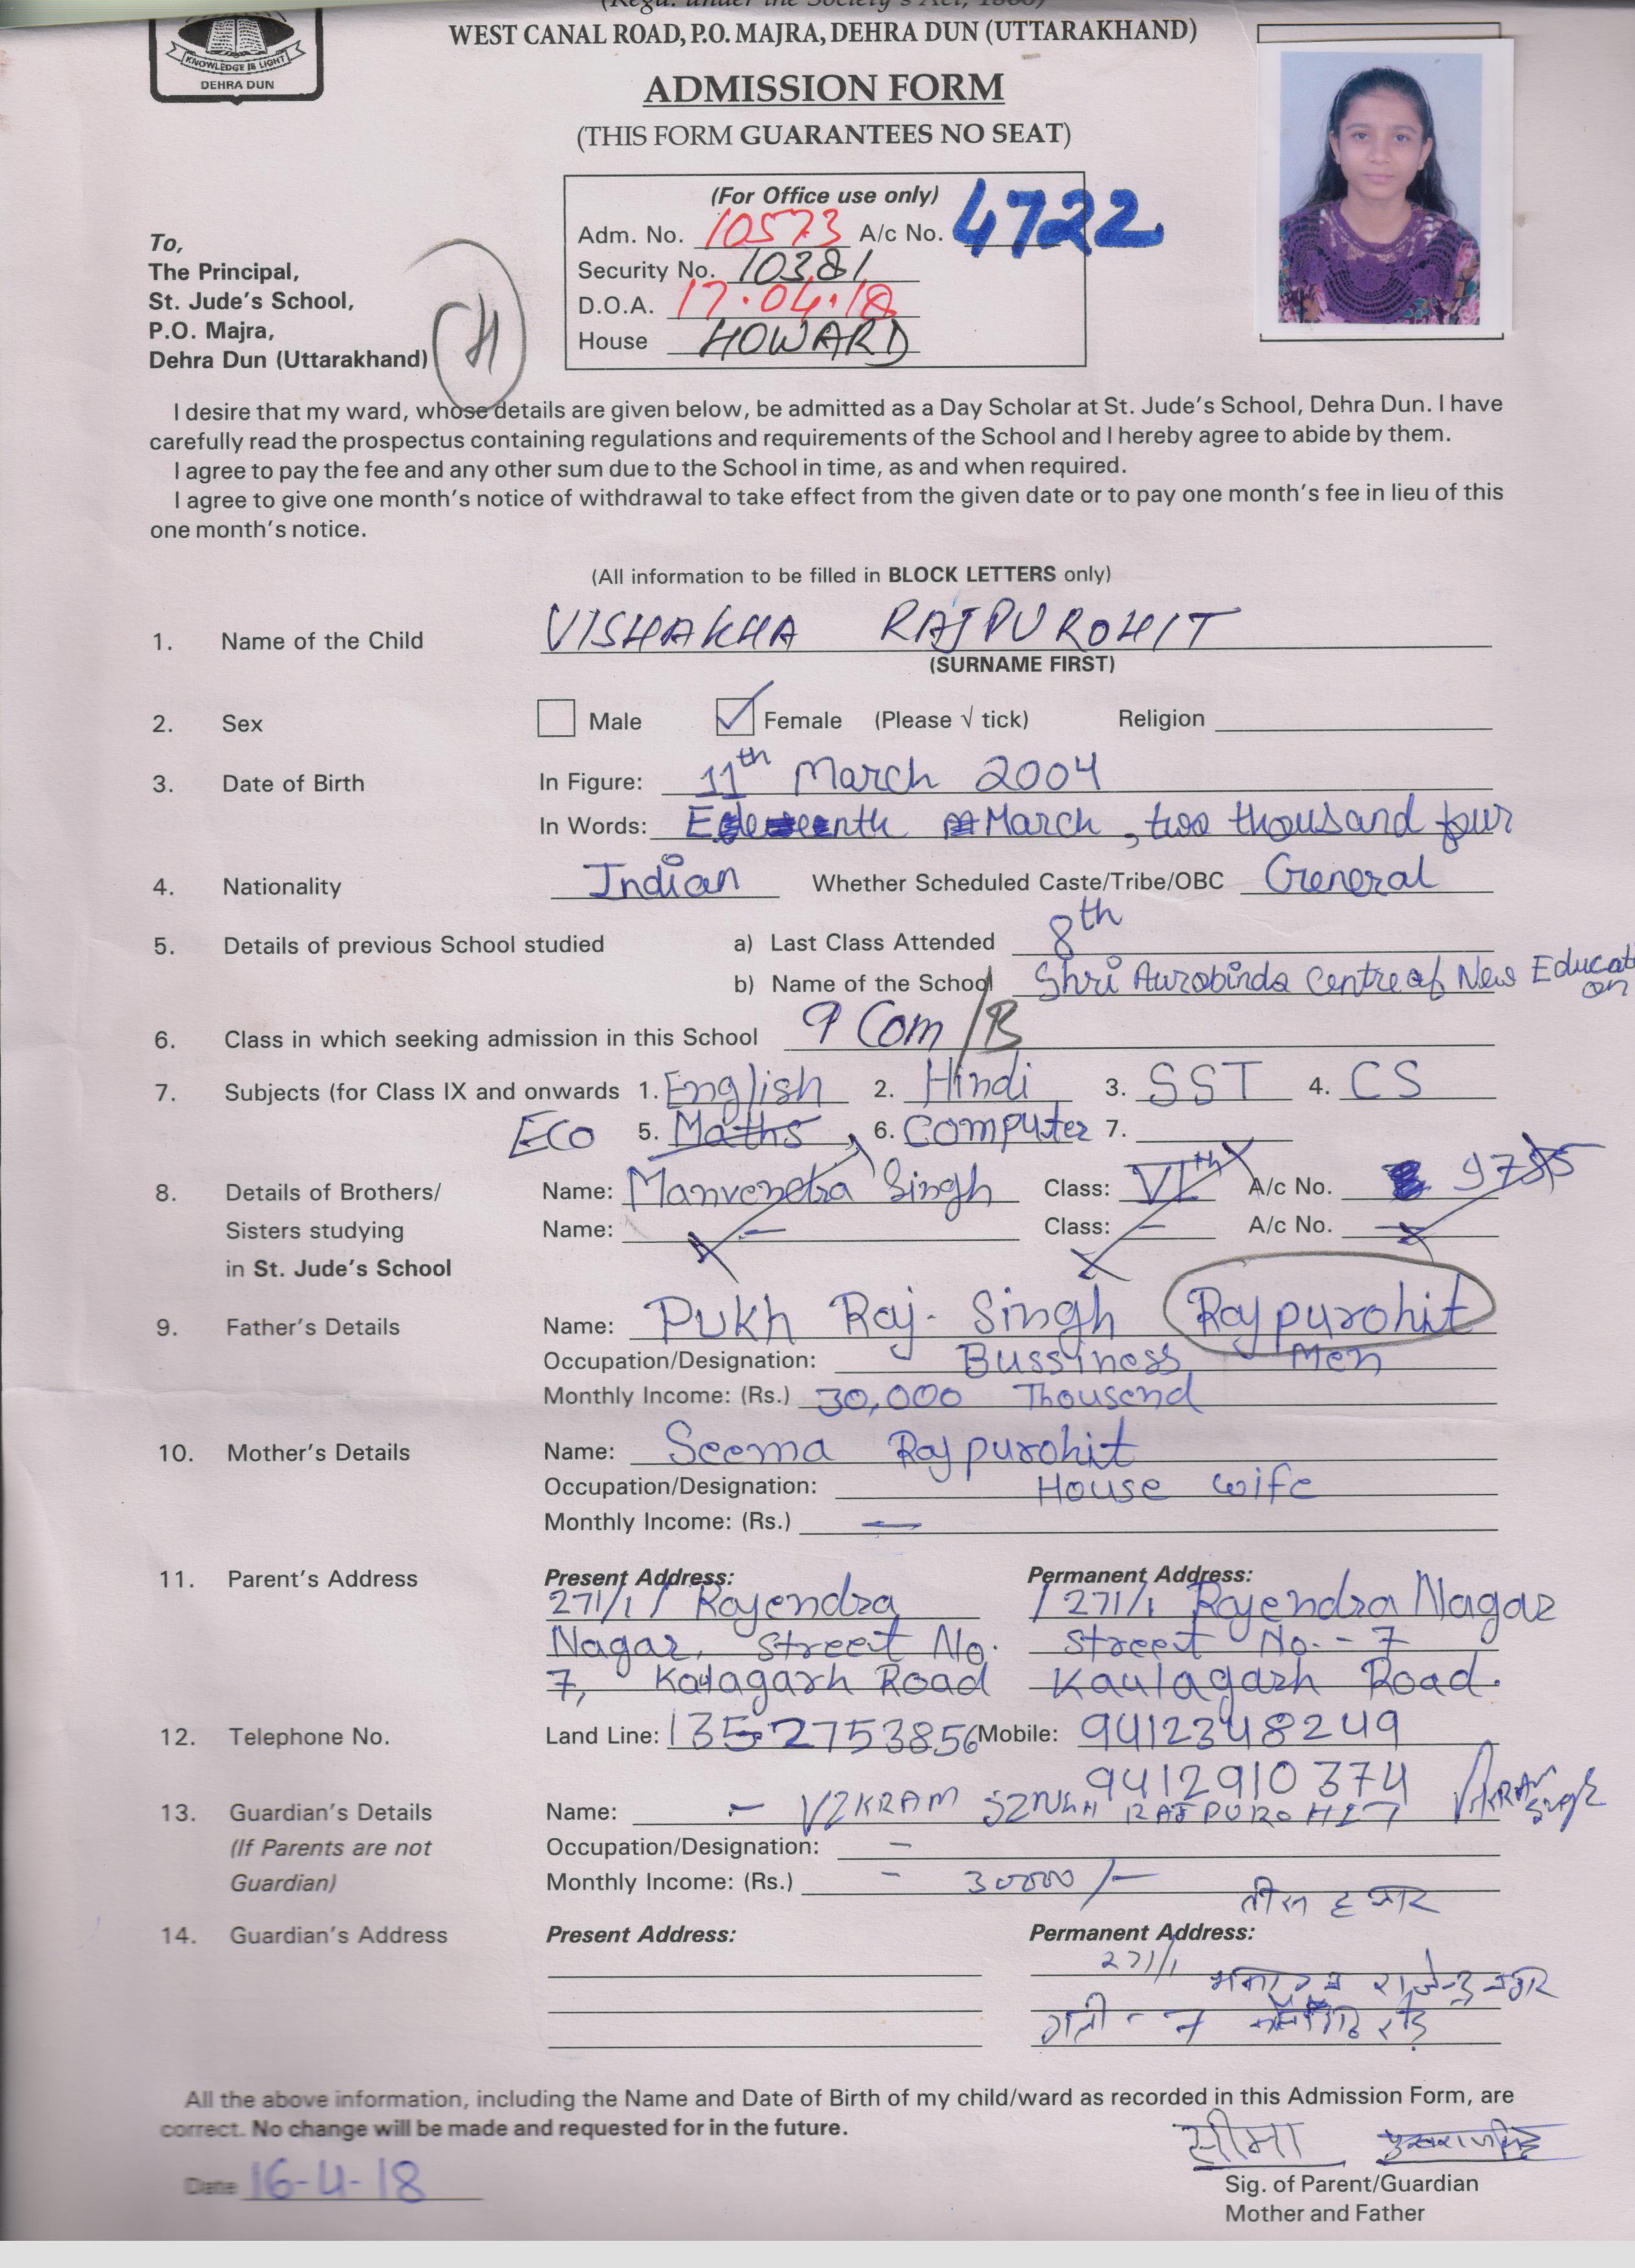 WEST CANAL ROAD, P.O. MAJRA, DEHRA DUN (UTTARAKHAND)
KNOWLEDGE IS LIGHT
DEHRA DUN
ADMISSION FORM
(THIS FORM GUARANTEES NO SEAT)
(For Office use only)
Adm. No. 10573 A/c No. 4722
Security No. 10381
D.O.A. 17.04.18
House HOWARD
To,
The Principal,
St. Jude's School,
P.O. Majra,
Dehra Dun (Uttarakhand)
H
I desire that my ward, whose details are given below, be admitted as a Day Scholar at St. Jude's School, Dehra Dun. I have
carefully read the prospectus containing regulations and requirements of the School and I hereby agree to abide by them.
I agree to pay the fee and any other sum due to the School in time, as and when required.
I agree to give one month's notice of withdrawal to take effect from the given date or to pay one month's fee in lieu of this
one month's notice.
(All information to be filled in BLOCK LETTERS only)
1. Name of the Child VISHAKHA RAJPUROHIT
(SURNAME FIRST)
2. Sex Male Female (Please √ tick) Religion
3. Date of Birth In Figure: 11th March 2004
In Words: March, two thousand four
4. Nationality Indian Whether Scheduled Caste/Tribe/OBC General
5. Details of previous School studied a) Last Class Attended 8th
b) Name of the School Shri Aurobindo Centre of New Education
6. Class in which seeking admission in this School 9 Com/B
7. Subjects (for Class IX and onwards 1. English 2. Hindi 3. SST 4. CS
ECO 5. Maths 6. Computer 7.
8. Details of Brothers/ Name: Manvendra Singh Class: VIth A/c No.
Sisters studying Name: - Class: - A/c No.
in St. Jude's School
9. Father's Details Name: Pukh Raj. Singh Rajpurohit
Occupation/Designation: Bussiness Men
Monthly Income: (Rs.) 30,000 Thousend
10. Mother's Details Name: Seema Rajpurohit
Occupation/Designation: House wife
Monthly Income: (Rs.) -
11. Parent's Address Present Address: Permanent Address:
271/1 / Rajendra / 271/1 Rajendra Nagar
Nagar, Street No. Street No. - 7
7, Kaulagarh Road Kaulagarh Road.
12. Telephone No. Land Line: 1352753856 Mobile: 9412348249
9412910374
13. Guardian's Details Name: - VIKRAM SINGH RAJPUROHIT
(If Parents are not Occupation/Designation: -
Guardian) Monthly Income: (Rs.) - 30000/-
तीस हजार
14. Guardian's Address Present Address: Permanent Address:
271/1 राजेन्द्र नगर
गली - 7 रोड
All the above information, including the Name and Date of Birth of my child/ward as recorded in this Admission Form, are
correct. No change will be made and requested for in the future.
सीमा पुखराज सिंह
Date 16-4-18
Sig. of Parent/Guardian
Mother and Father